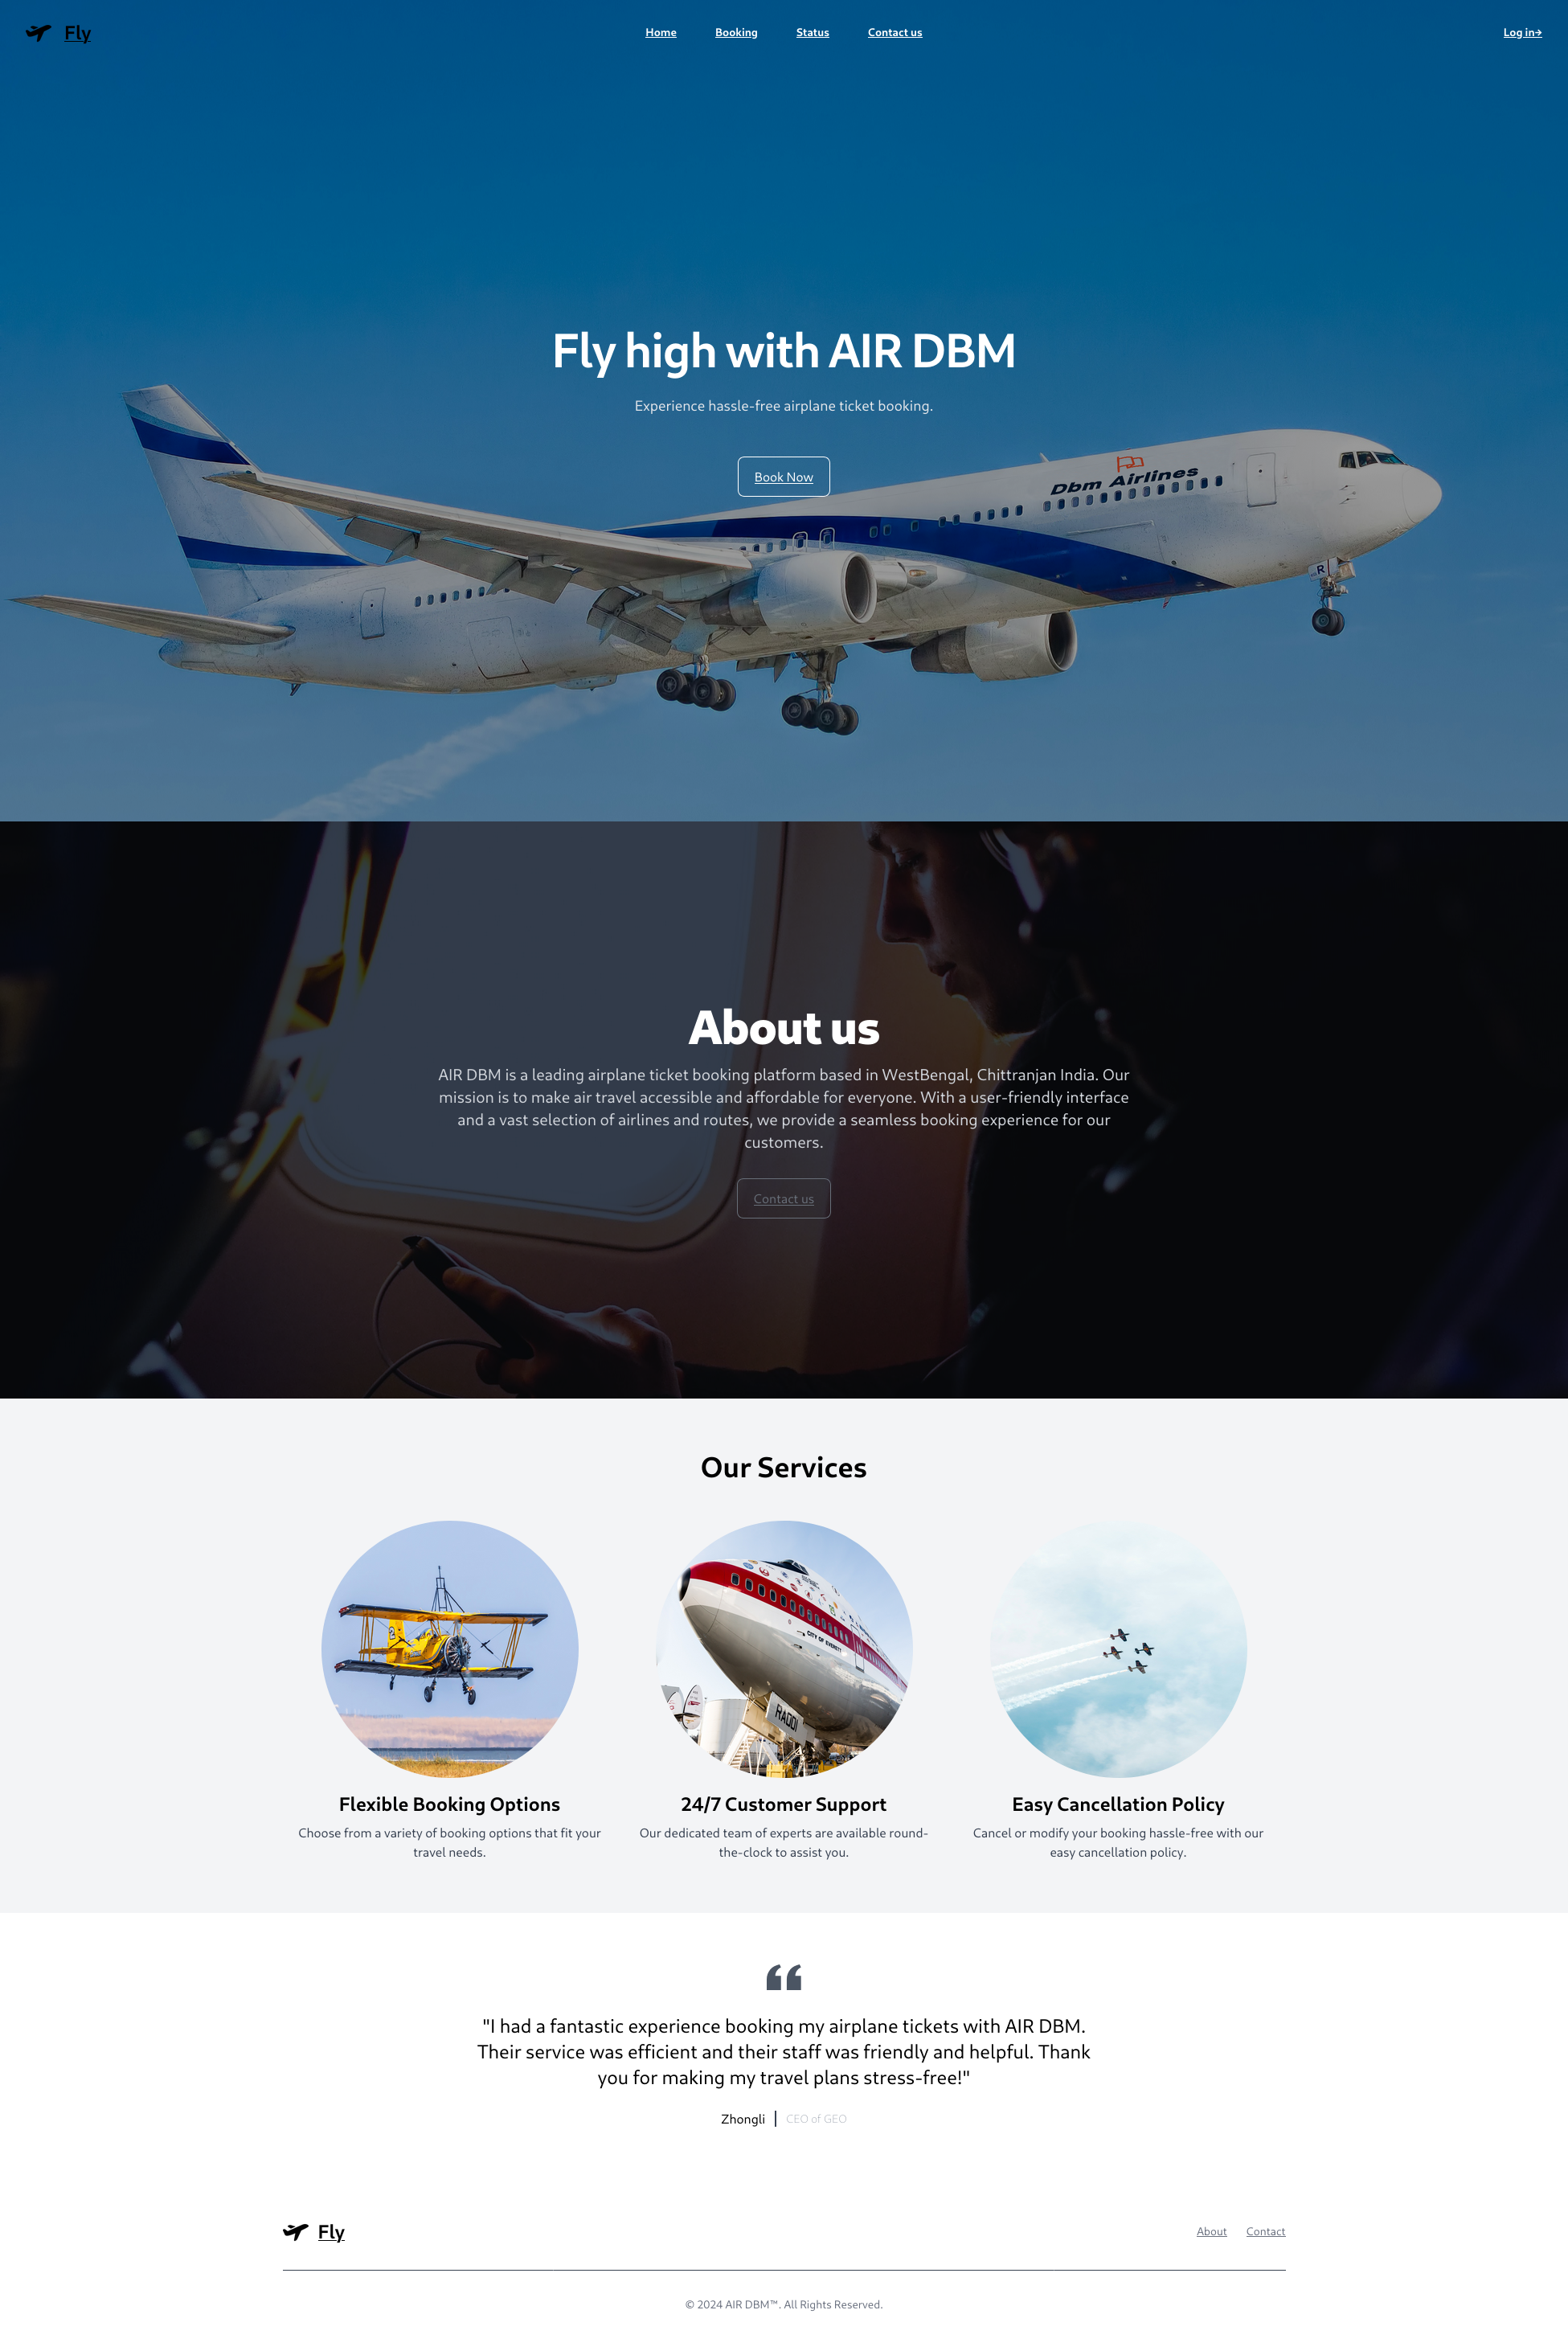 Fly
Home Booking Status Contact us
Log in→
Fly high with AIR DBM
Experience hassle-free airplane ticket booking.
Book Now
Dbm Airlines
R
About us
AIR DBM is a leading airplane ticket booking platform based in WestBengal, Chittranjan India. Our
mission is to make air travel accessible and affordable for everyone. With a user-friendly interface
and a vast selection of airlines and routes, we provide a seamless booking experience for our
customers.
Contact us
Our Services
CITY OF EVERETT
RA001
Flexible Booking Options
Choose from a variety of booking options that fit your
travel needs.
24/7 Customer Support
Our dedicated team of experts are available round-
the-clock to assist you.
Easy Cancellation Policy
Cancel or modify your booking hassle-free with our
easy cancellation policy.
"I had a fantastic experience booking my airplane tickets with AIR DBM.
Their service was efficient and their staff was friendly and helpful. Thank
you for making my travel plans stress-free!"
Zhongli
CEO of GEO
Fly
About Contact
© 2024 AIR DBM™. All Rights Reserved.